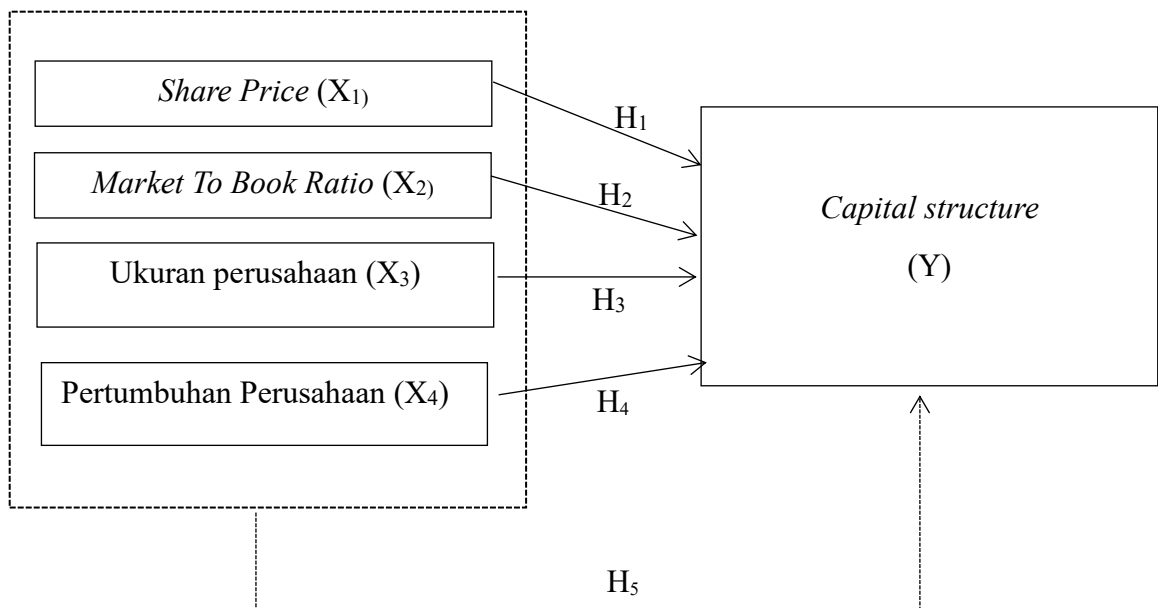 Share Price (X₁₎
H₁
Market To Book Ratio (X₂₎
H₂
Ukuran perusahaan (X₃)
H₃
Pertumbuhan Perusahaan (X₄)
H₄
Capital structure
(Y)
H₅